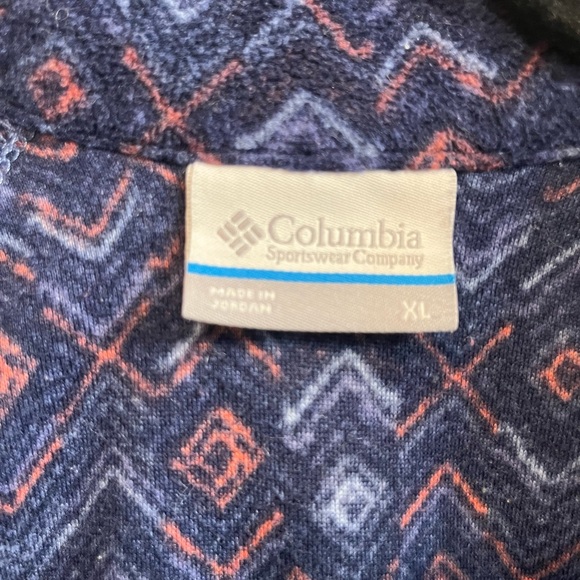 Columbia
Sportswear Company
MADE IN
JORDAN
XL